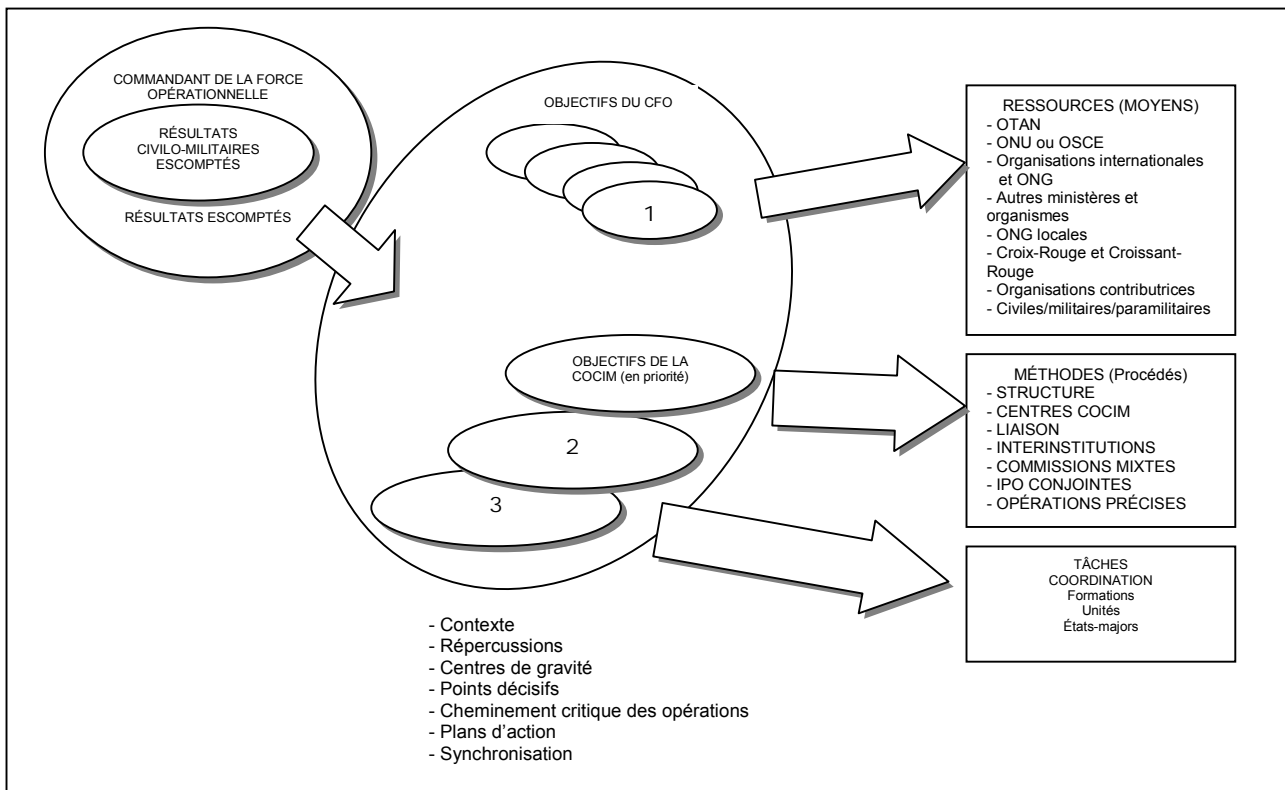 COMMANDANT DE LA FORCE
OPÉRATIONNELLE
RÉSULTATS
CIVILO-MILITAIRES
ESCOMPTÉS
RÉSULTATS ESCOMPTÉS
OBJECTIFS DU CFO
1
OBJECTIFS DE LA
COCIM (en priorité)
2
3
- Contexte
- Répercussions
- Centres de gravité
- Points décisifs
- Cheminement critique des opérations
- Plans d’action
- Synchronisation
RESSOURCES (MOYENS)
- OTAN
- ONU ou OSCE
- Organisations internationales
et ONG
- Autres ministères et
organismes
- ONG locales
- Croix-Rouge et Croissant-
Rouge
- Organisations contributrices
- Civiles/militaires/paramilitaires
MÉTHODES (Procédés)
- STRUCTURE
- CENTRES COCIM
- LIAISON
- INTERINSTITUTIONS
- COMMISSIONS MIXTES
- IPO CONJOINTES
- OPÉRATIONS PRÉCISES
TÂCHES
COORDINATION
Formations
Unités
États-majors